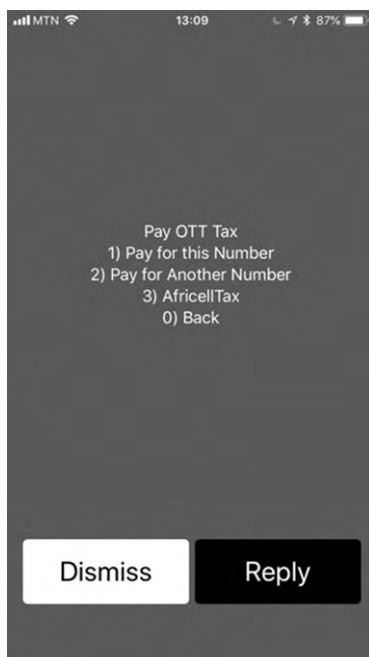 MTN 13:09 87%
Pay OTT Tax
1) Pay for this Number
2) Pay for Another Number
3) AfricellTax
0) Back
Dismiss Reply